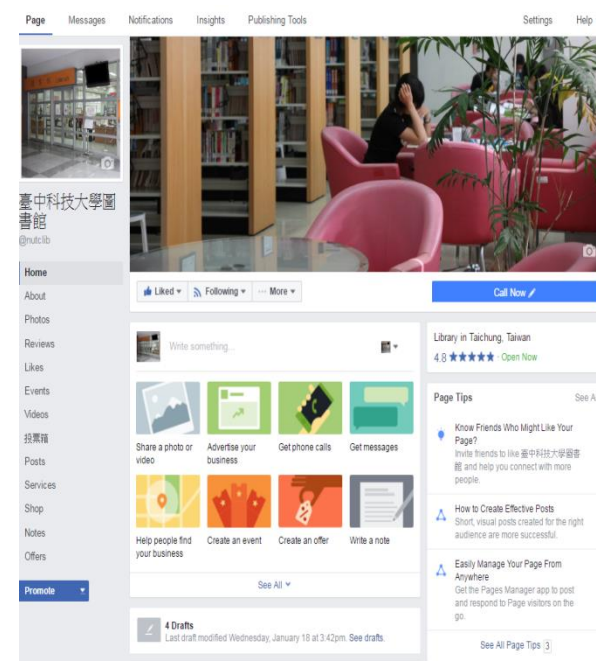 Page Messages Notifications Insights Publishing Tools Settings Help
臺中科技大學圖
書館
@nutclib
Home
About
Photos
Reviews
Likes
Events
Videos
投票箱
Posts
Services
Shop
Notes
Offers
Promote
Liked Following More
Call Now
Write something...
Share a photo or
video
Advertise your
business
Get phone calls
Get messages
Help people find
your business
Create an event
Create an offer
Write a note
See All
4 Drafts
Last draft modified Wednesday, January 18 at 3:42pm. See drafts.
Library in Taichung, Taiwan
4.8 ★★★★★ · Open Now
Page Tips See A
Know Friends Who Might Like Your
Page?
Invite friends to like 臺中科技大學圖書
館 and help you connect with more
people.
How to Create Effective Posts
Short, visual posts created for the right
audience are more successful.
Easily Manage Your Page From
Anywhere
Get the Pages Manager app to post
and respond to Page visitors on the
go.
See All Page Tips 3